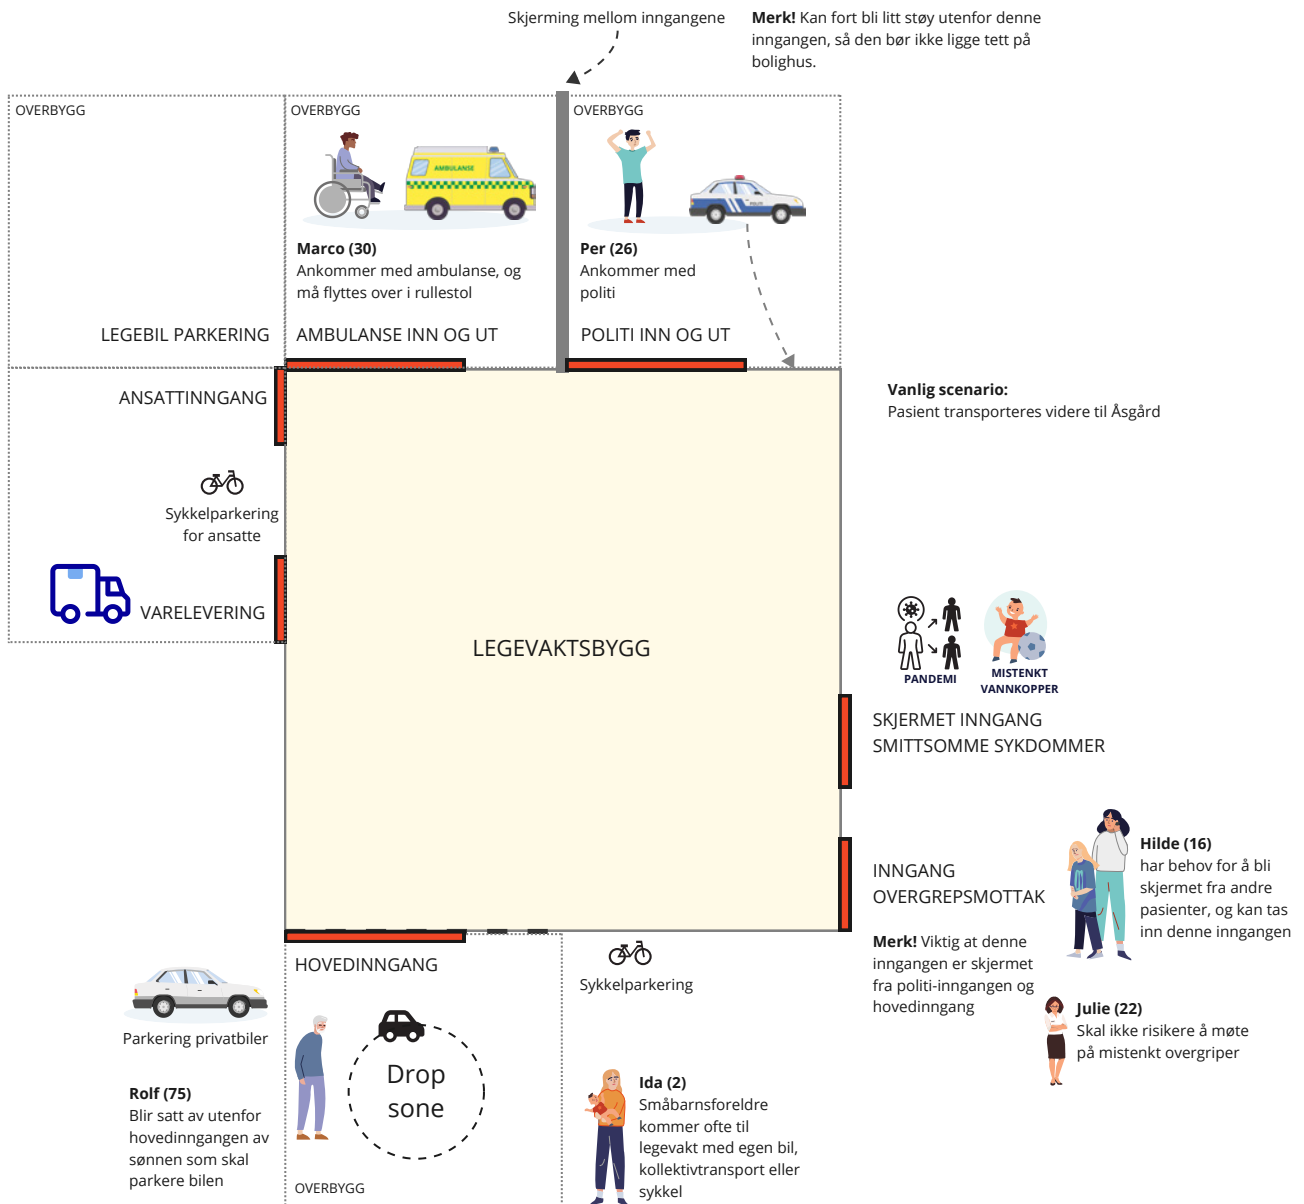 Skjerming mellom inngangene
Merk! Kan fort bli litt støy utenfor denne
inngangen, så den bør ikke ligge tett på
bolighus.
OVERBYGG
OVERBYGG
OVERBYGG
AMBULANSE
POLITI
Marco (30)
Ankommer med ambulanse, og
må flyttes over i rullestol
Per (26)
Ankommer med
politi
LEGEBIL PARKERING
AMBULANSE INN OG UT
POLITI INN OG UT
ANSATTINNGANG
Vanlig scenario:
Pasient transporteres videre til Åsgård
Sykkelparkering
for ansatte
VARELEVERING
LEGEVAKTSBYGG
PANDEMI
MISTENKT
VANNKOPPER
SKJERMET INNGANG
SMITTSOMME SYKDOMMER
INNGANG
OVERGREPSMOTTAK
Hilde (16)
har behov for å bli
skjermet fra andre
pasienter, og kan tas
inn denne inngangen
Merk! Viktig at denne
inngangen er skjermet
fra politi-inngangen og
hovedinngang
Julie (22)
Skal ikke risikere å møte
på mistenkt overgriper
HOVEDINNGANG
Sykkelparkering
Parkering privatbiler
Drop
sone
Rolf (75)
Blir satt av utenfor
hovedinngangen av
sønnen som skal
parkere bilen
OVERBYGG
Ida (2)
Småbarnsforeldre
kommer ofte til
legevakt med egen bil,
kollektivtransport eller
sykkel